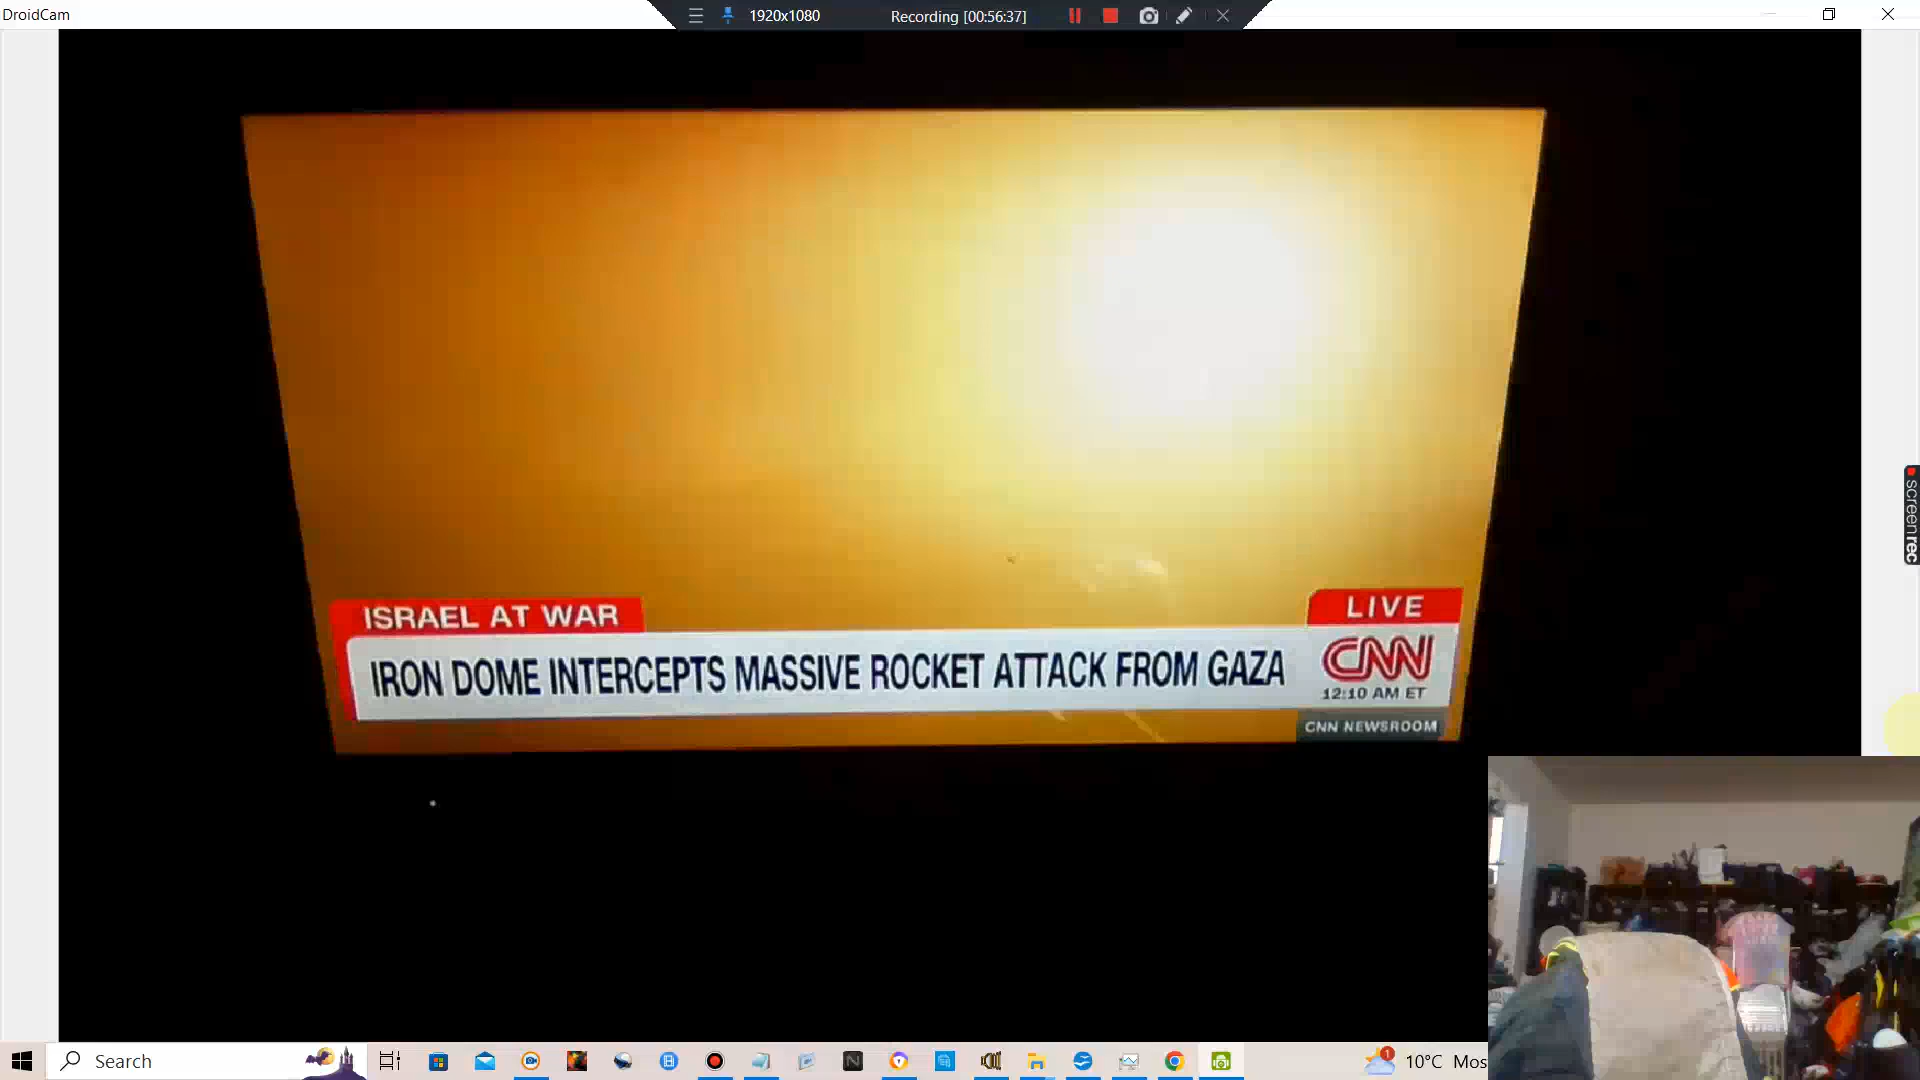 DroidCam
1920x1080
Recording [00:56:37]
ISRAEL AT WAR
LIVE
IRON DOME INTERCEPTS MASSIVE ROCKET ATTACK FROM GAZA
CNN
12:10 AM ET
CNN NEWSROOM
screenrec
Search
1
10°C Mos